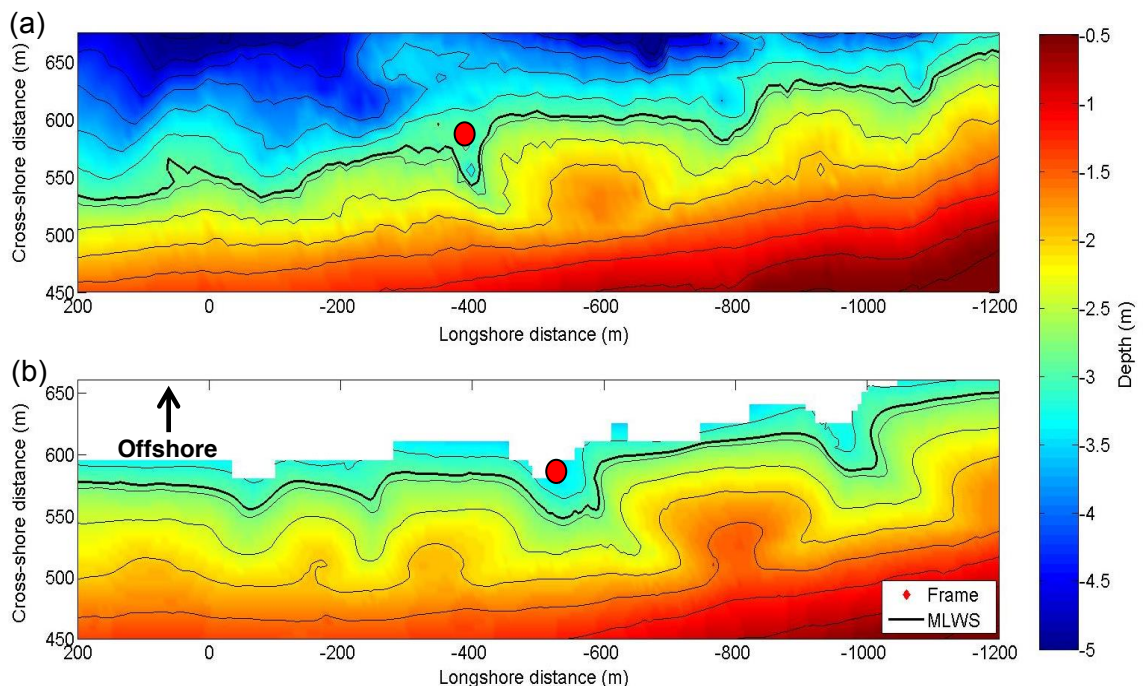 (a)
Cross-shore distance (m)
650
600
550
500
450
200 0 -200 -400 -600 -800 -1000 -1200
Longshore distance (m)
(b)
Cross-shore distance (m)
650
600
550
500
450
Offshore
Frame
MLWS
200 0 -200 -400 -600 -800 -1000 -1200
Longshore distance (m)
-0.5
-1
-1.5
-2
-2.5
-3
-3.5
-4
-4.5
-5
Depth (m)